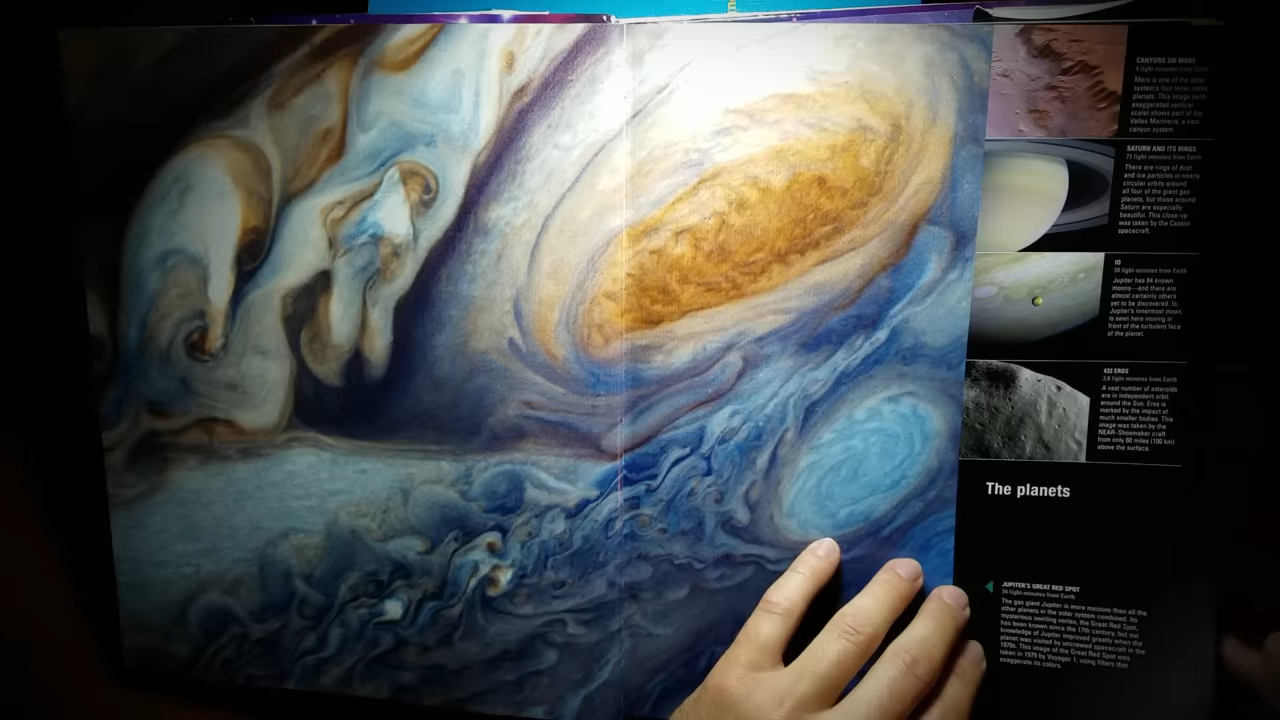 CANYONS ON MARS
4 light-minutes from Earth
Mars is one of the solar
system's four inner rocky
planets. This image (with
exaggerated vertical
scale) shows part of the
Valles Marineris, a vast
canyon system.
SATURN AND ITS RINGS
71 light-minutes from Earth
There are rings of dust
and ice particles in nearly
circular orbits around
all four of the giant gas
planets, but those around
Saturn are especially
beautiful. This close-up
was taken by the Cassini
spacecraft.
IO
34 light-minutes from Earth
Jupiter has 64 known
moons—and there are
almost certainly others
yet to be discovered. Io,
Jupiter's innermost moon,
is seen here moving in
front of the turbulent face
of the planet.
433 EROS
3.8 light-minutes from Earth
A vast number of asteroids
are in independent orbit
around the Sun. Eros is
marked by the impact of
much smaller bodies. This
image was taken by the
NEAR-Shoemaker craft
from only 60 miles (100 km)
above the surface.
The planets
JUPITER'S GREAT RED SPOT
34 light-minutes from Earth
The gas giant Jupiter is more massive than all the
other planets in the solar system combined. Its
mysterious swirling vortex, the Great Red Spot,
has been known since the 17th century, but our
knowledge of Jupiter improved greatly when the
planet was visited by uncrewed spacecraft in the
1970s. This image of the Great Red Spot was
taken in 1979 by Voyager 1, using filters that
exaggerate its colors.